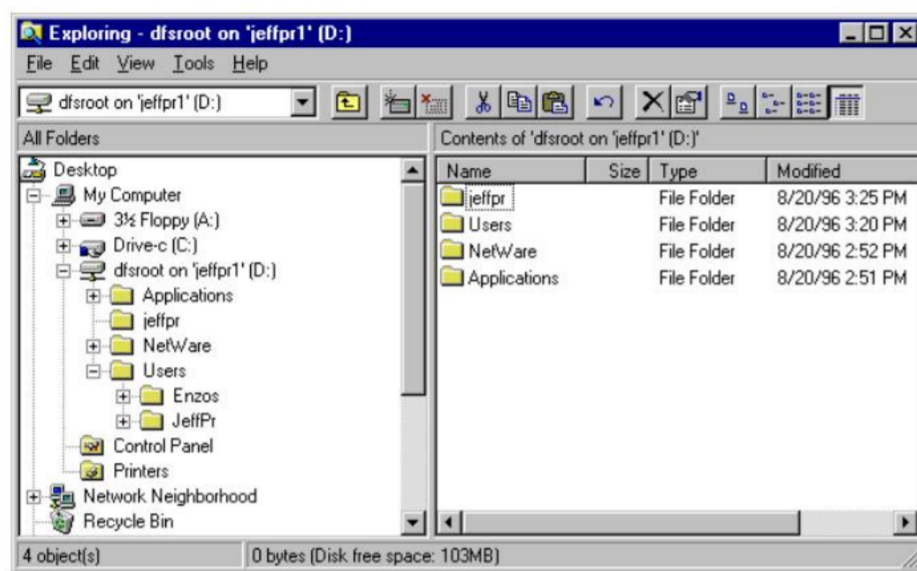 Exploring - dfsroot on 'jeffpr1' (D:)
File Edit View Tools Help
dfsroot on 'jeffpr1' (D:)
All Folders
Contents of 'dfsroot on 'jeffpr1' (D:)'
Desktop
My Computer
3½ Floppy (A:)
Drive-c (C:)
dfsroot on 'jeffpr1' (D:)
Applications
jeffpr
NetWare
Users
Enzos
JeffPr
Control Panel
Printers
Network Neighborhood
Recycle Bin
Name Size Type Modified
jeffpr File Folder 8/20/96 3:25 PM
Users File Folder 8/20/96 3:20 PM
NetWare File Folder 8/20/96 2:52 PM
Applications File Folder 8/20/96 2:51 PM
4 object(s) 0 bytes (Disk free space: 103MB)